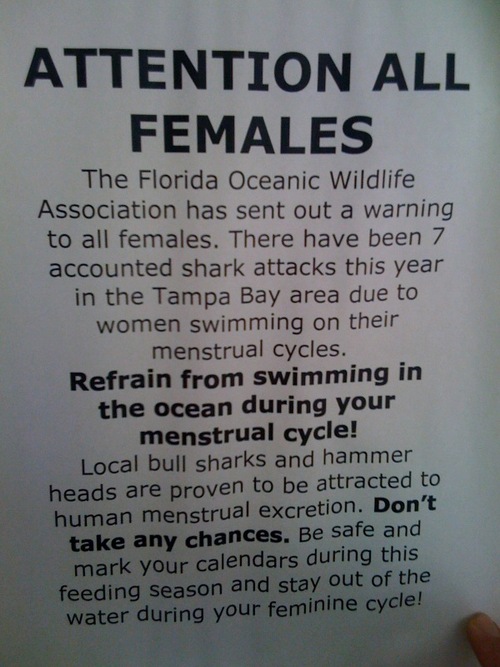 ATTENTION ALL
FEMALES
The Florida Oceanic Wildlife
Association has sent out a warning
to all females. There have been 7
accounted shark attacks this year
in the Tampa Bay area due to
women swimming on their
menstrual cycles.
Refrain from swimming in
the ocean during your
menstrual cycle!
Local bull sharks and hammer
heads are proven to be attracted to
human menstrual excretion. Don't
take any chances. Be safe and
mark your calendars during this
feeding season and stay out of the
water during your feminine cycle!